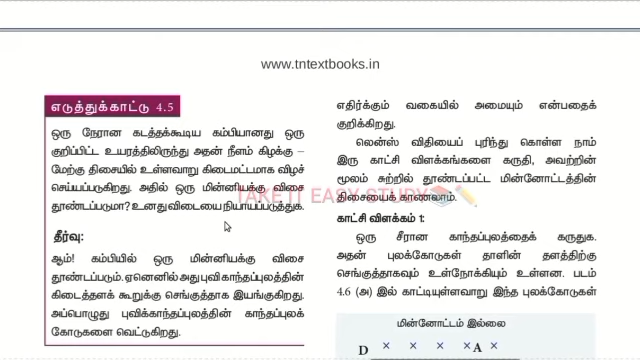 www.tntextbooks.in
எடுத்துக்காட்டு 4.5
ஒரு நேரான கடத்தக்கூடிய கம்பியானது ஒரு
குறிப்பிட்ட உயரத்திலிருந்து அதன் நீளம் கிழக்கு –
மேற்கு திசையில் உள்ளவாறு கிடைமட்டமாக விழச்
செய்யப்படுகிறது. அதில் ஒரு மின்னியக்கு விசை
தூண்டப்படுமா? உனது விடையை நியாயப்படுத்துக.
தீர்வு:
ஆம்! கம்பியில் ஒரு மின்னியக்கு விசை
தூண்டப்படும். ஏனெனில் அது புவி காந்தப்புலத்தின்
கிடைத்தளக் கூறுக்கு செங்குத்தாக இயங்குகிறது.
அப்பொழுது புவிக்காந்தப்புலத்தின் காந்தப்புலக்
கோடுகளை வெட்டுகிறது.
எதிர்க்கும் வகையில் அமையும் என்பதைக்
குறிக்கிறது.
லென்ஸ் விதியைப் புரிந்து கொள்ள நாம்
இரு காட்சி விளக்கங்களை கருதி, அவற்றின்
மூலம் சுற்றில் தூண்டப்பட்ட மின்னோட்டத்தின்
திசையைக் காணலாம்.
காட்சி விளக்கம் 1:
ஒரு சீரான காந்தப்புலத்தைக் கருதுக.
அதன் புலக்கோடுகள் தாளின் தளத்திற்கு
செங்குத்தாகவும் உள்நோக்கியும் உள்ளன. படம்
4.6 (அ) இல் காட்டியுள்ளவாறு இந்த புலக்கோடுகள்
மின்னோட்டம் இல்லை
D × × × × A ×
TAKE IT EASY STUDY